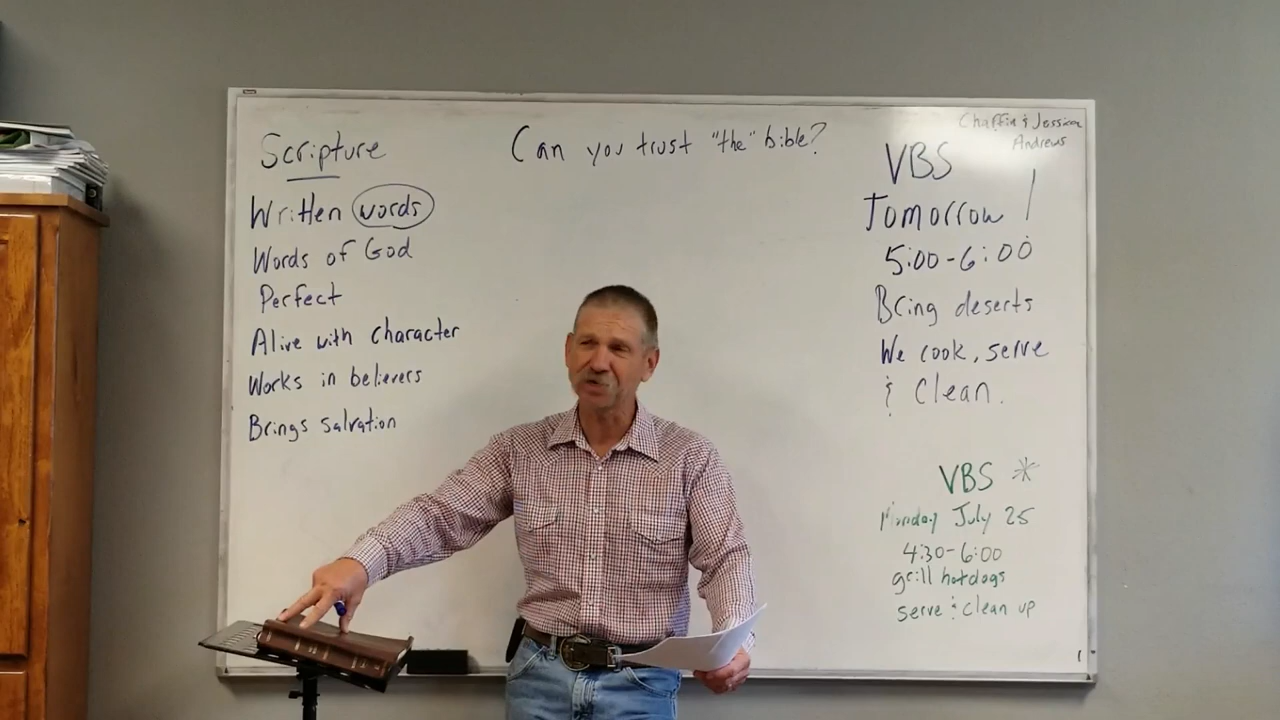 Scripture
Written words
Words of God
Perfect
Alive with character
Works in believers
Brings salvation
Can you trust "the" bible?
Chaffin & Jessica
Andrews
VBS
Tomorrow!
5:00-6:00
Bring deserts
We cook, serve
& Clean.
VBS *
Monday July 25
4:30-6:00
grill hotdogs
serve & clean up